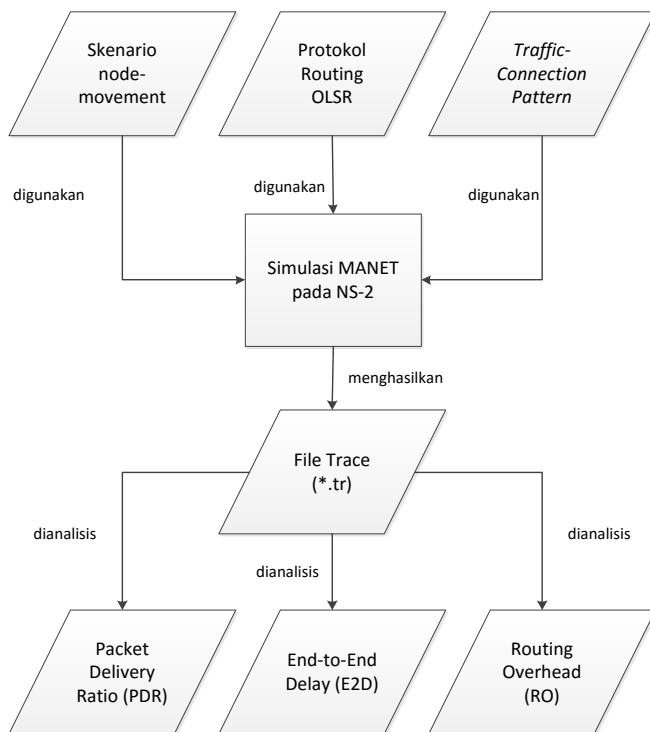 Skenario
node-
movement
Protokol
Routing
OLSR
Traffic-
Connection
Pattern
digunakan
digunakan
digunakan
Simulasi MANET
pada NS-2
menghasilkan
File Trace
(*.tr)
dianalisis
dianalisis
dianalisis
Packet
Delivery
Ratio (PDR)
End-to-End
Delay (E2D)
Routing
Overhead
(RO)